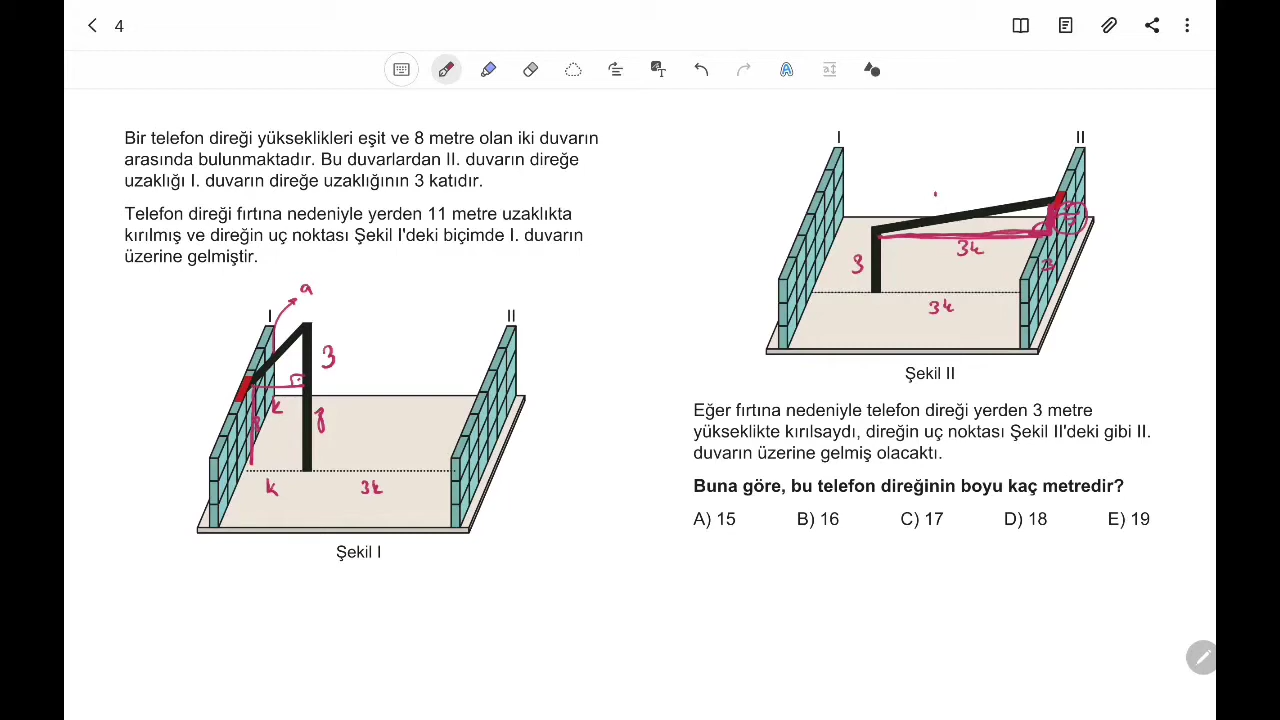 4
Bir telefon direği yükseklikleri eşit ve 8 metre olan iki duvarın
arasında bulunmaktadır. Bu duvarlardan II. duvarın direğe
uzaklığı I. duvarın direğe uzaklığının 3 katıdır.
Telefon direği fırtına nedeniyle yerden 11 metre uzaklıkta
kırılmış ve direğin uç noktası Şekil I'deki biçimde I. duvarın
üzerine gelmiştir.
a
I
II
3
k
8
k
3k
Şekil I
I
II
3
3k
3
3k
Şekil II
Eğer fırtına nedeniyle telefon direği yerden 3 metre
yükseklikte kırılsaydı, direğin uç noktası Şekil II'deki gibi II.
duvarın üzerine gelmiş olacaktı.
Buna göre, bu telefon direğinin boyu kaç metredir?
A) 15 B) 16 C) 17 D) 18 E) 19